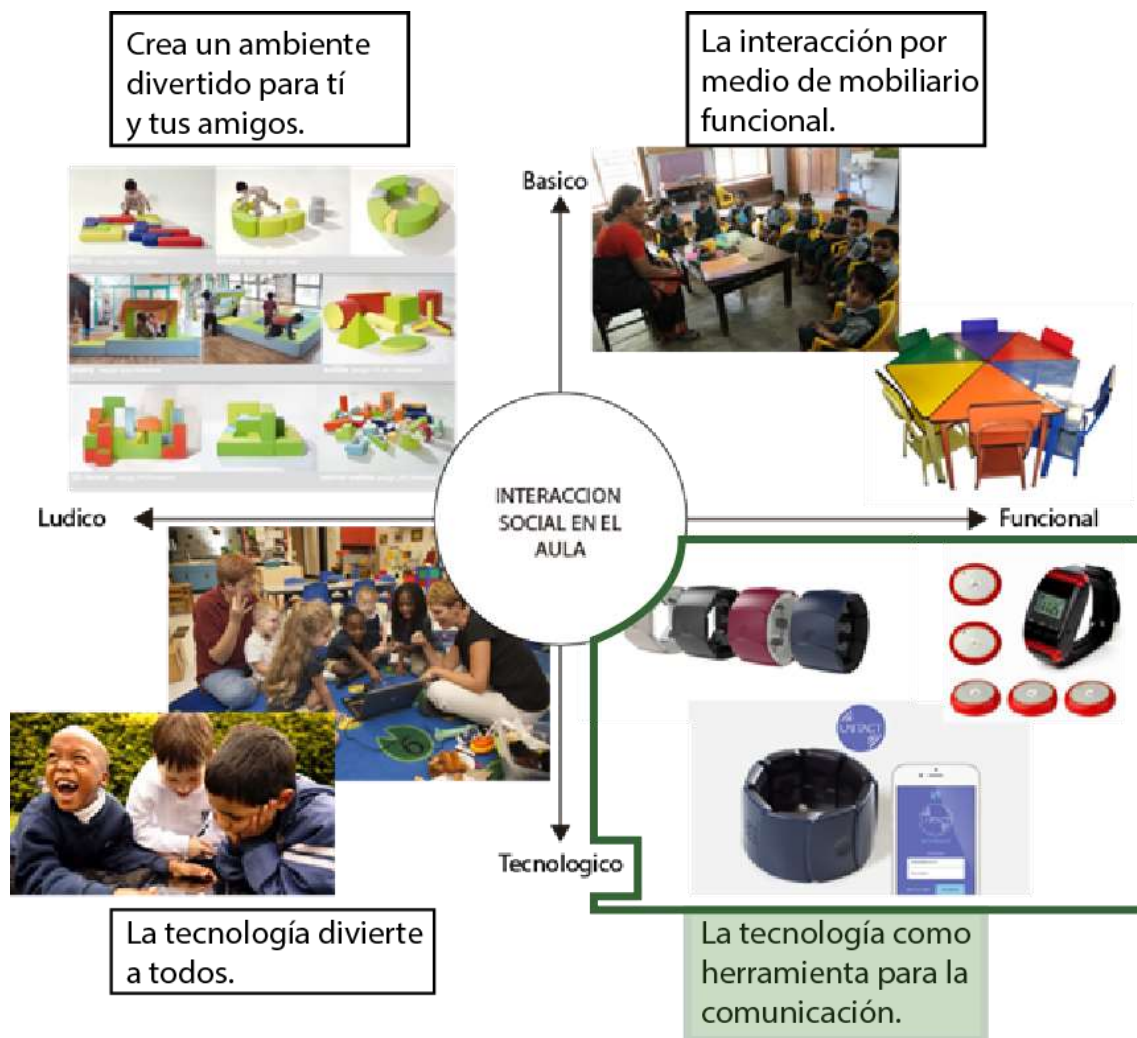 Crea un ambiente
divertido para tí
y tus amigos.
La interacción por
medio de mobiliario
funcional.
Basico
INTERACCION
SOCIAL EN EL
AULA
Ludico
Funcional
Tecnologico
La tecnología divierte
a todos.
La tecnología como
herramienta para la
comunicación.